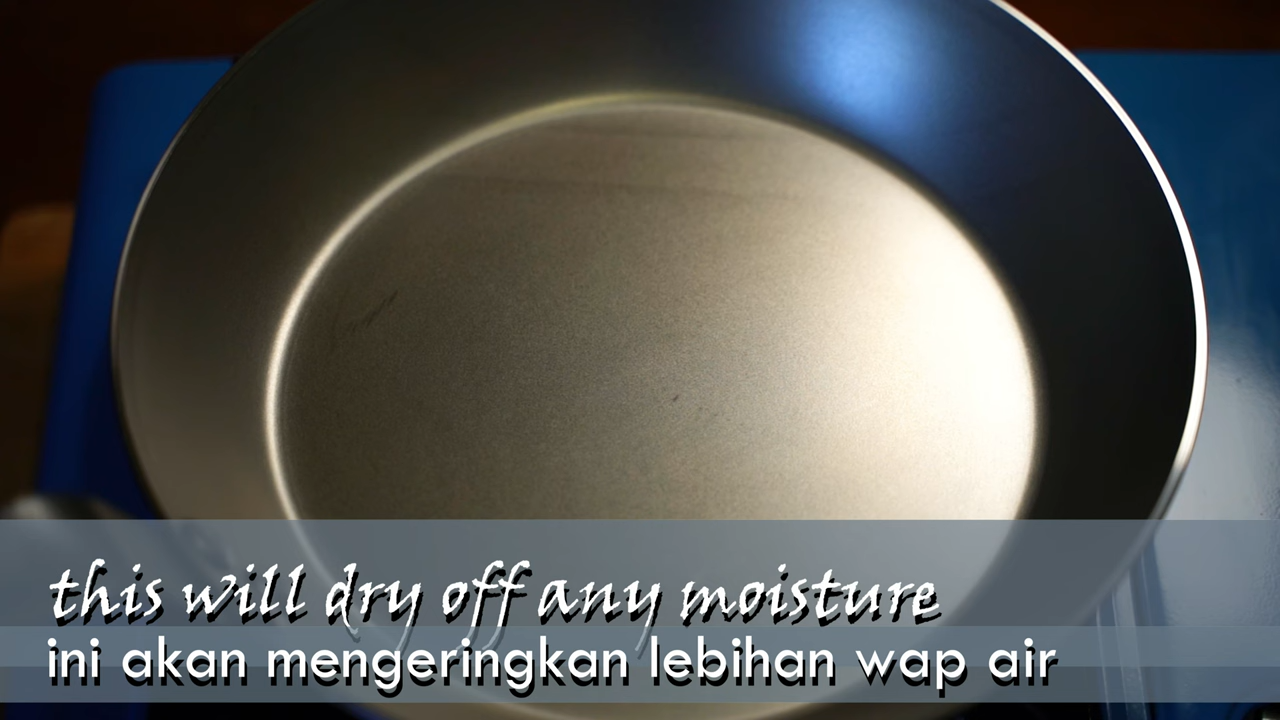 this will dry off any moisture
ini akan mengeringkan lebihan wap air